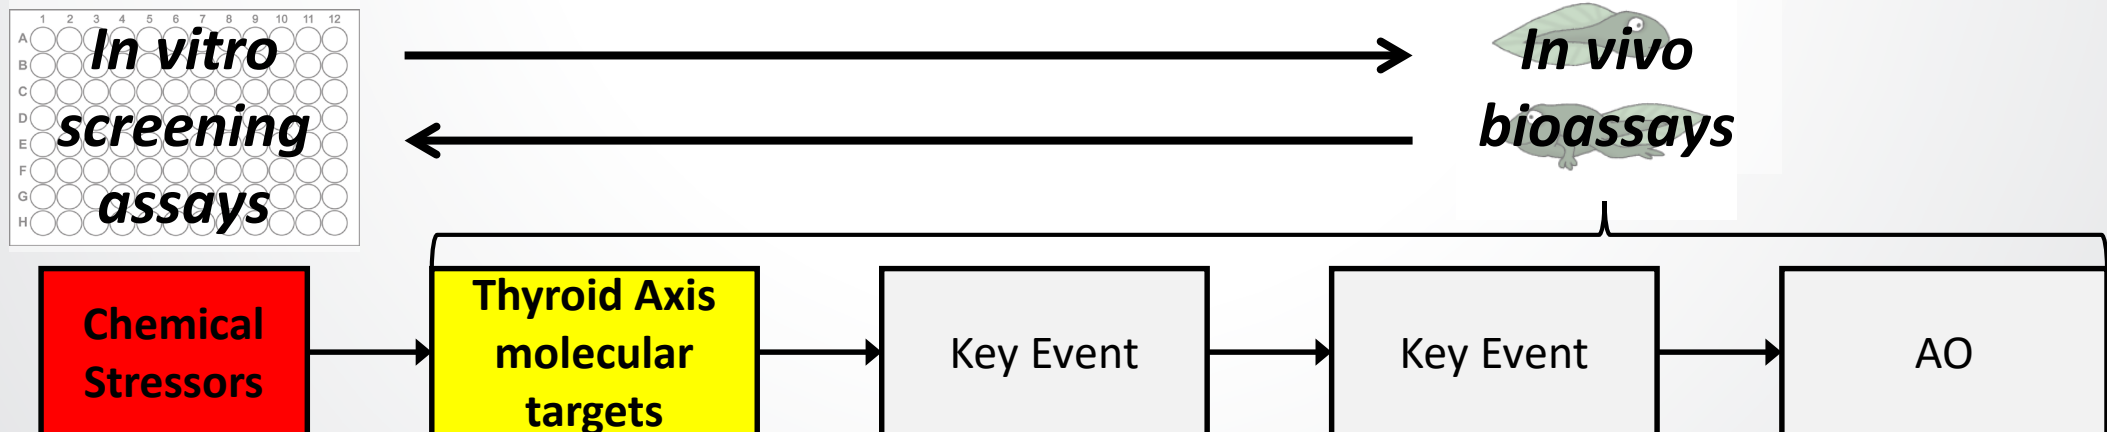 1 2 3 4 5 6 7 8 9 10 11 12
A
B
C
D
E
F
G
H
In vitro
screening
assays
In vivo
bioassays
Chemical
Stressors
Thyroid Axis
molecular
targets
Key Event
Key Event
AO